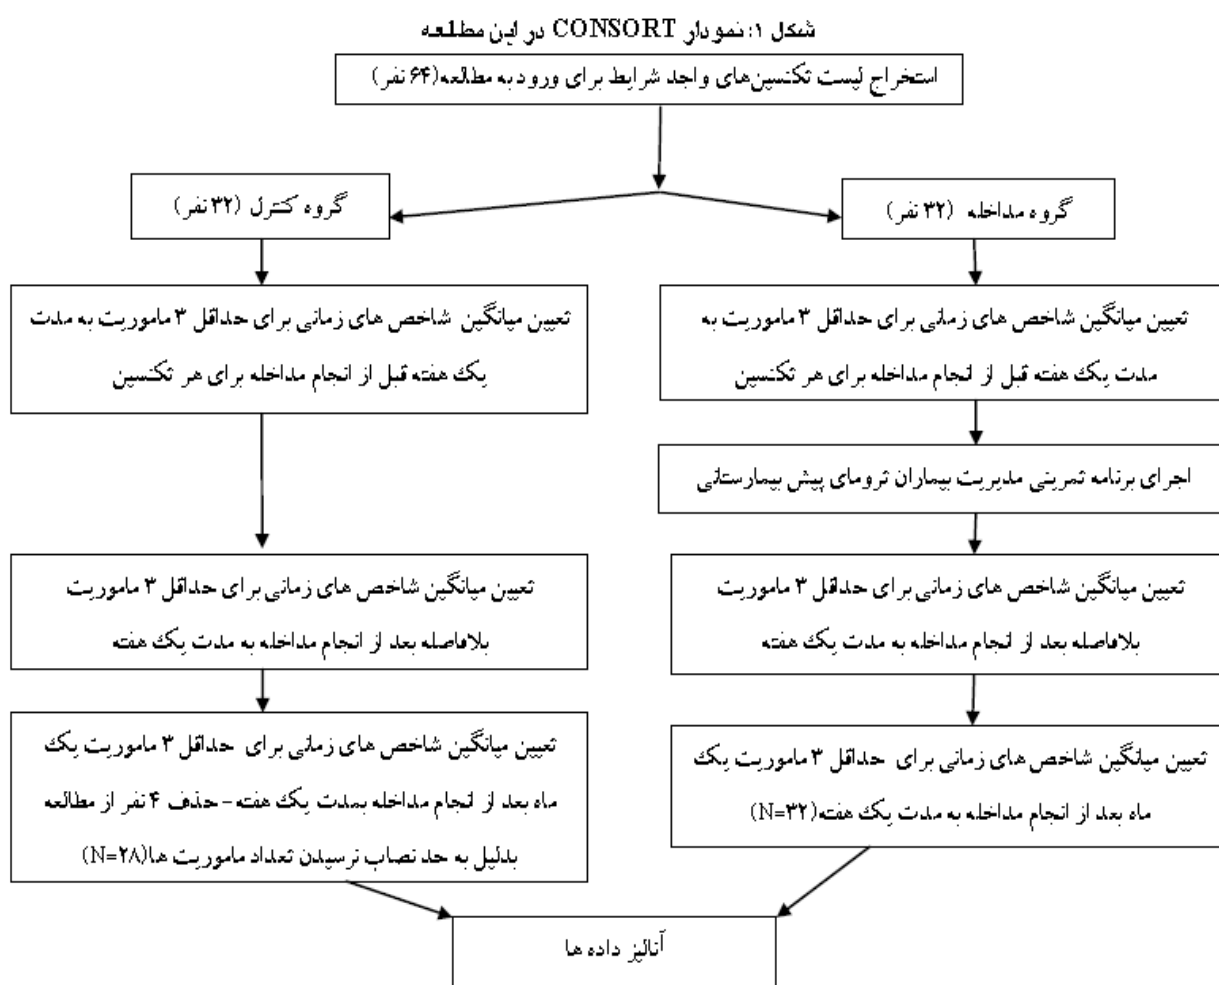 شکل ۱: نمودار CONSORT در این مطالعه
استخراج لیست تکنسین‌های واجد شرایط برای ورود به مطالعه(۶۴ نفر)
گروه مداخله (۳۲ نفر)
گروه کنترل (۳۲ نفر)
تعیین میانگین شاخص های زمانی برای حداقل ۳ ماموریت به
مدت یک هفته قبل از انجام مداخله برای هر تکنسین
تعیین میانگین شاخص های زمانی برای حداقل ۳ ماموریت به مدت
یک هفته قبل از انجام مداخله برای هر تکنسین
اجرای برنامه تمرینی مدیریت بیماران ترومای پیش بیمارستانی
تعیین میانگین شاخص های زمانی برای حداقل ۳ ماموریت
بلافاصله بعد از انجام مداخله به مدت یک هفته
تعیین میانگین شاخص های زمانی برای حداقل ۳ ماموریت
بلافاصله بعد از انجام مداخله به مدت یک هفته
تعیین میانگین شاخص های زمانی برای حداقل ۳ ماموریت یک
ماه بعد از انجام مداخله به مدت یک هفته(N=۳۲)
تعیین میانگین شاخص های زمانی برای حداقل ۳ ماموریت یک
ماه بعد از انجام مداخله بمدت یک هفته- حذف ۴ نفر از مطالعه
بدلیل به حد نصاب نرسیدن تعداد ماموریت ها(N=۲۸)
آنالیز داده ها